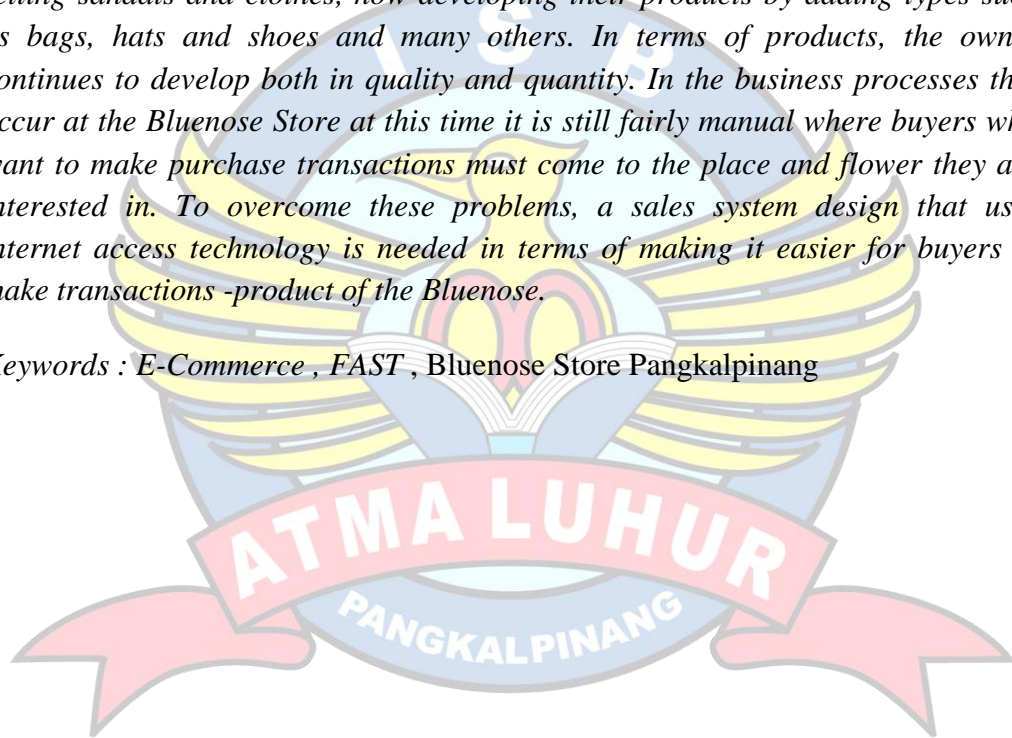 elling sandals and clothes, now developing their products by adding types suc
s bags, hats and shoes and many others. In terms of products, the own
ontinues to develop both in quality and quantity. In the business processes th
ccur at the Bluenose Store at this time it is still fairly manual where buyers wh
vant to make purchase transactions must come to the place and flower they a
nterested in. To overcome these problems, a sales system design that us
nternet access technology is needed in terms of making it easier for buyers
nake transactions -product of the Bluenose.
Keywords : E-Commerce , FAST , Bluenose Store Pangkalpinang
I S B
ATMA LUHUR
PANGKALPINANG